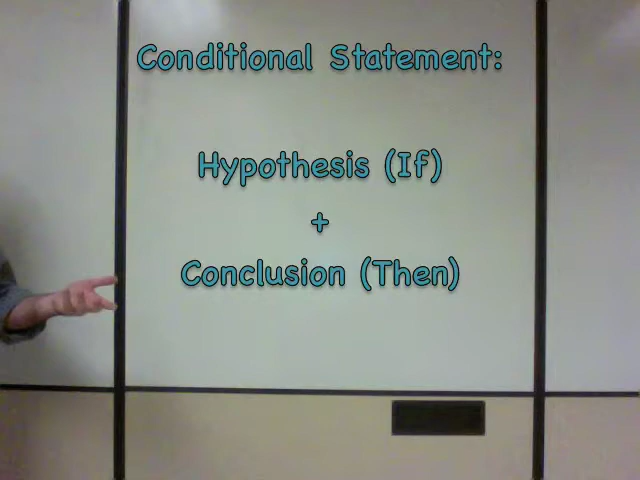 Conditional Statement:
Hypothesis (If)
+
Conclusion (Then)